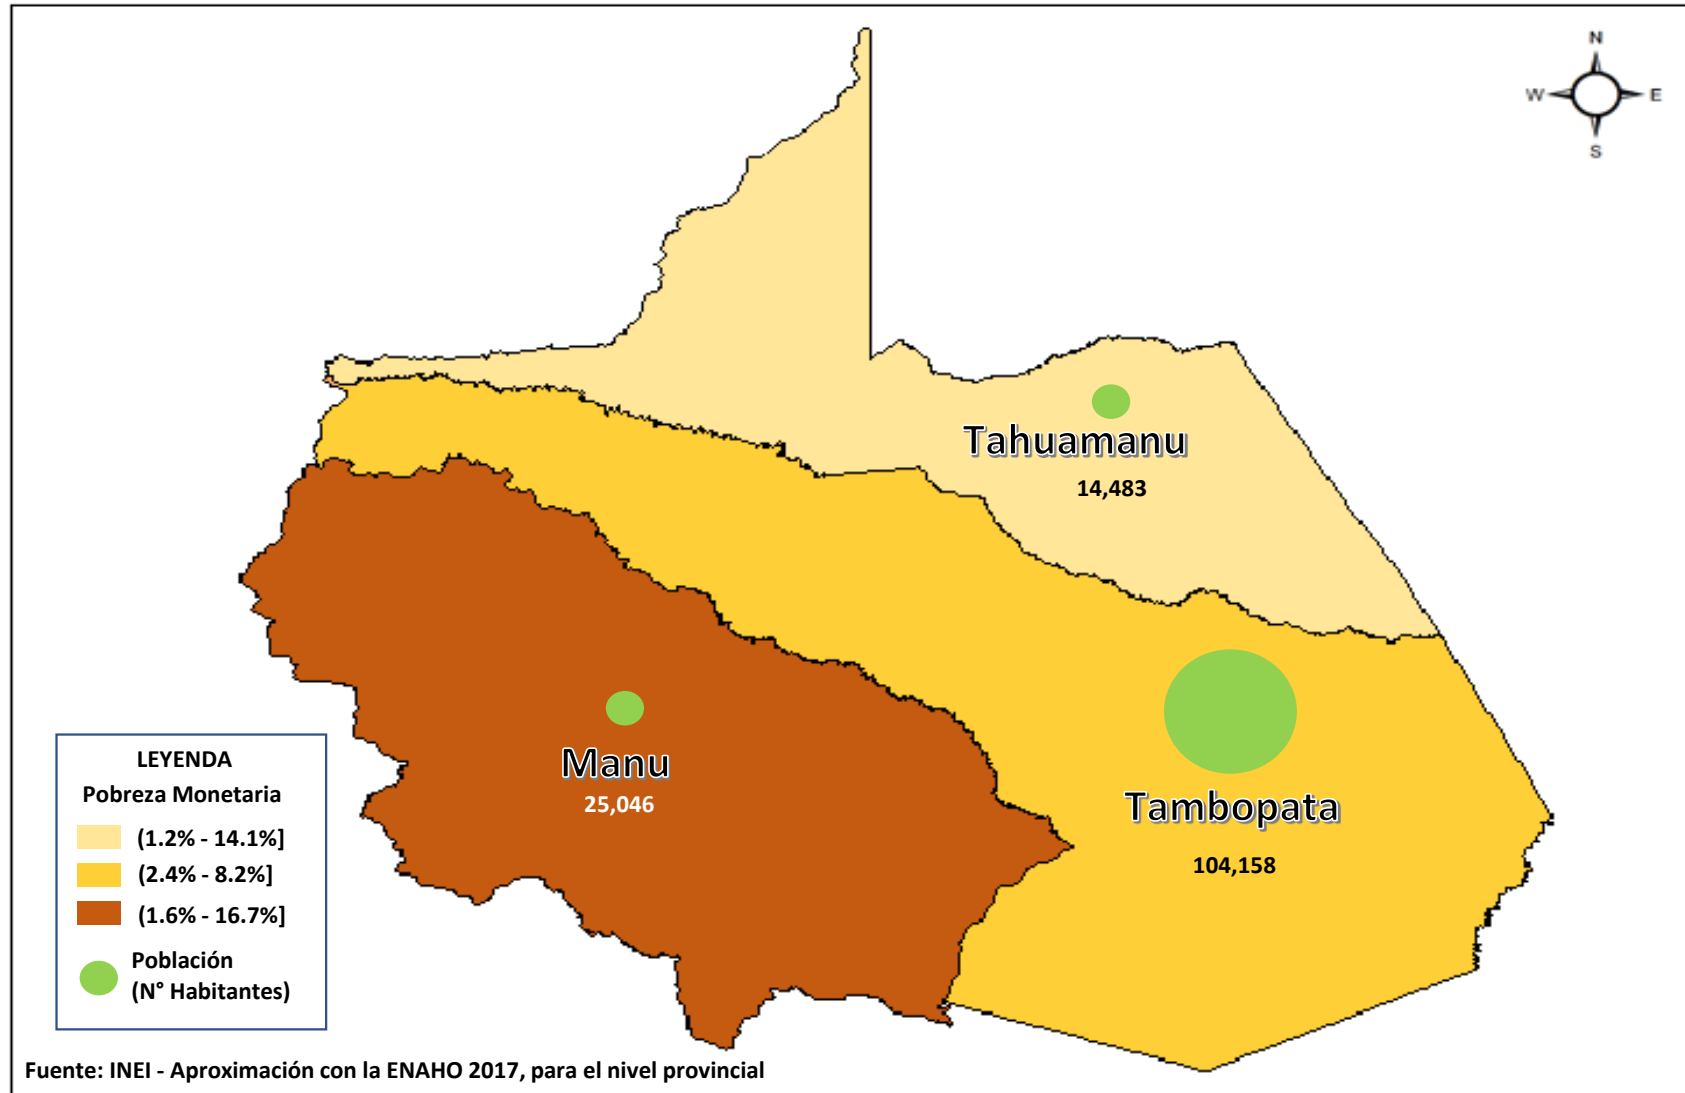 N
W E
S
Tahuamanu
14,483
Manu
25,046
Tambopata
104,158
LEYENDA
Pobreza Monetaria
(1.2% - 14.1%]
(2.4% - 8.2%]
(1.6% - 16.7%]
Población
(N° Habitantes)
Fuente: INEI - Aproximación con la ENAHO 2017, para el nivel provincial